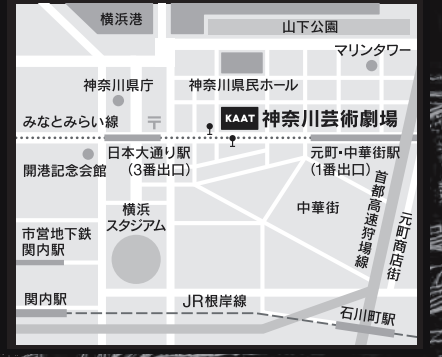 横浜港
山下公園
マリンタワー
神奈川県庁
神奈川県民ホール
みなとみらい線
〒
KAAT 神奈川芸術劇場
開港記念会館
日本大通り駅
（3番出口）
元町・中華街駅
（1番出口）
首都高速狩場線
元町商店街
中華街
横浜
スタジアム
市営地下鉄
関内駅
関内駅
JR根岸線
石川町駅